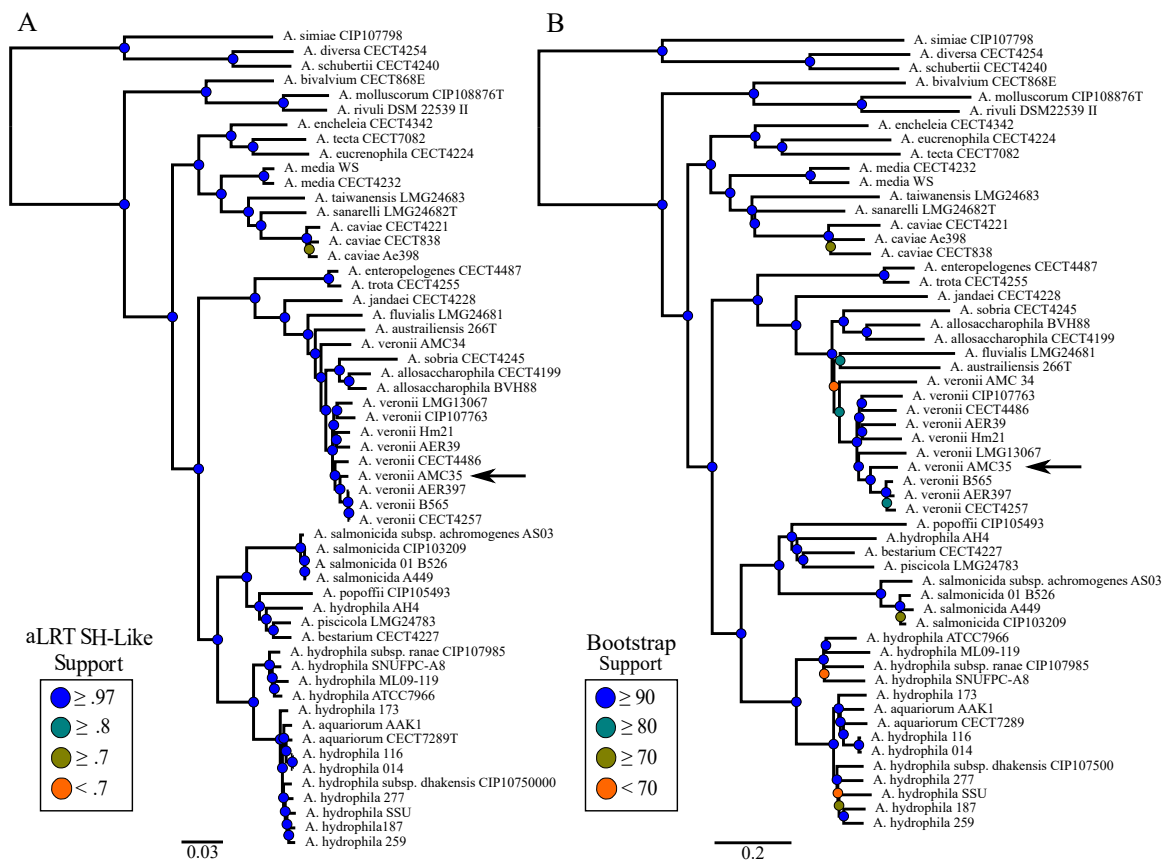 A
A. simiae CIP107798
A. diversa CECT4254
A. schubertii CECT4240
A. bivalvium CECT868E
A. molluscorum CIP108876T
A. rivuli DSM 22539 II
A. encheleia CECT4342
A. tecta CECT7082
A. eucrenophila CECT4224
A. media WS
A. media CECT4232
A. taiwanensis LMG24683
A. sanarelli LMG24682T
A. caviae CECT4221
A. caviae CECT838
A. caviae Ae398
A. enteropelogenes CECT4487
A. trota CECT4255
A. jandaei CECT4228
A. fluvialis LMG24681
A. austrailiensis 266T
A. veronii AMC34
A. sobria CECT4245
A. allosaccharophila CECT4199
A. allosaccharophila BVH88
A. veronii LMG13067
A. veronii CIP107763
A. veronii Hm21
A. veronii AER39
A. veronii CECT4486
A. veronii AMC35
A. veronii AER397
A. veronii B565
A. veronii CECT4257
A. salmonicida subsp. achromogenes AS03
A. salmonicida CIP103209
A. salmonicida 01 B526
A. salmonicida A449
A. popoffii CIP105493
A. hydrophila AH4
A. piscicola LMG24783
A. bestarium CECT4227
A. hydrophila subsp. ranae CIP107985
A. hydrophila SNUFPC-A8
A. hydrophila ML09-119
A. hydrophila ATCC7966
A. hydrophila 173
A. aquariorum AAK1
A. aquariorum CECT7289T
A. hydrophila 116
A. hydrophila 014
A. hydrophila subsp. dhakensis CIP10750000
A. hydrophila 277
A. hydrophila SSU
A. hydrophila187
A. hydrophila 259
aLRT SH-Like
Support
≥ .97
≥ .8
≥ .7
< .7
0.03
B
A. simiae CIP107798
A. diversa CECT4254
A. schubertii CECT4240
A. bivalvium CECT868E
A. molluscorum CIP108876T
A. rivuli DSM22539 II
A. encheleia CECT4342
A. eucrenophila CECT4224
A. tecta CECT7082
A. media CECT4232
A. media WS
A. taiwanensis LMG24683
A. sanarelli LMG24682T
A. caviae CECT4221
A. caviae Ae398
A. caviae CECT838
A. enteropelogenes CECT4487
A. trota CECT4255
A. jandaei CECT4228
A. sobria CECT4245
A. allosaccharophila BVH88
A. allosaccharophila CECT4199
A. fluvialis LMG24681
A. austrailiensis 266T
A. veronii AMC 34
A. veronii CIP107763
A. veronii CECT4486
A. veronii AER39
A. veronii Hm21
A. veronii LMG13067
A. veronii AMC35
A. veronii B565
A. veronii AER397
A. veronii CECT4257
A. popoffii CIP105493
A.hydrophila AH4
A. bestarium CECT4227
A. piscicola LMG24783
A. salmonicida subsp. achromogenes AS03
A. salmonicida 01 B526
A. salmonicida A449
A. salmonicida CIP103209
A. hydrophila ATCC7966
A. hydrophila ML09-119
A. hydrophila subsp. ranae CIP107985
A. hydrophila SNUFPC-A8
A. hydrophila 173
A. aquariorum AAK1
A. aquariorum CECT7289
A. hydrophila 116
A. hydrophila 014
A. hydrophila subsp. dhakensis CIP107500
A. hydrophila 277
A. hydrophila SSU
A. hydrophila 187
A. hydrophila 259
Bootstrap
Support
≥ 90
≥ 80
≥ 70
< 70
0.2